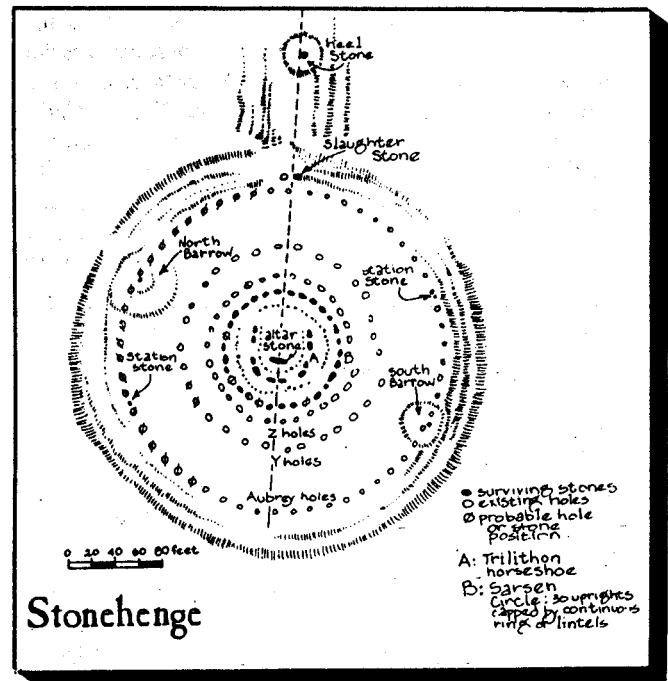 Heel
Stone
Slaughter
Stone
North
Barrow
Station
Stone
altar
stone
A
B
Station
stone
South
Barrow
Z holes
Y holes
Aubrey holes
surviving stones
existing holes
probable hole
or stone
position
A: Trilithon
horseshoe
B: Sarsen
Circle: 30 uprights
capped by continuous
ring of lintels
0 20 40 60 80 feet
Stonehenge